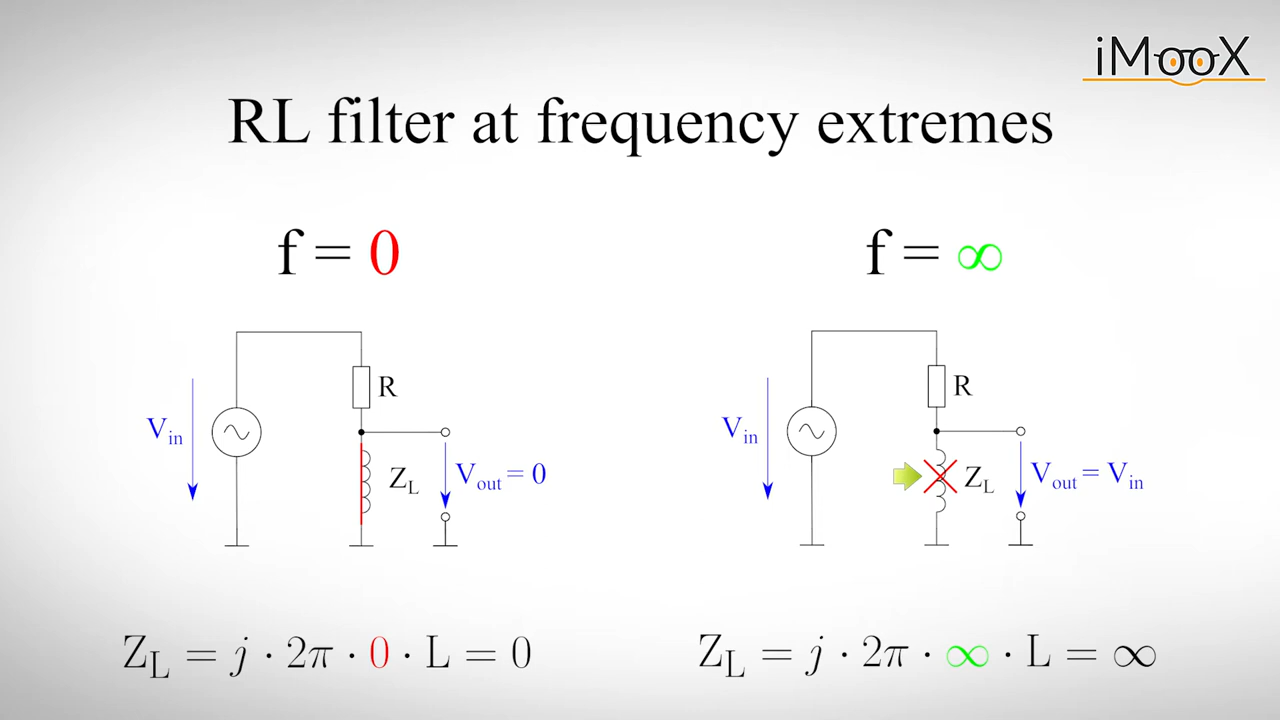 iMooX
RL filter at frequency extremes
f = 0
f = ∞
R
V_in
Z_L
V_out = 0
R
V_in
Z_L
V_out = V_in
Z_L = j · 2π · 0 · L = 0
Z_L = j · 2π · ∞ · L = ∞